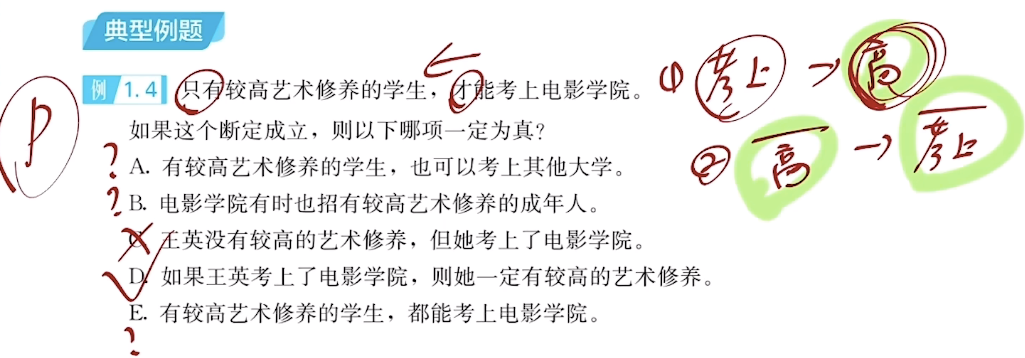 典型例题
例 1.4 只有较高艺术修养的学生，才能考上电影学院。
如果这个断定成立，则以下哪项一定为真？
A. 有较高艺术修养的学生，也可以考上其他大学。
B. 电影学院有时也招有较高艺术修养的成年人。
C. 王英没有较高的艺术修养，但她考上了电影学院。
D. 如果王英考上了电影学院，则她一定有较高的艺术修养。
E. 有较高艺术修养的学生，都能考上电影学院。
P
←
?
?
?
① 考上 → 高
② 高 → 考上